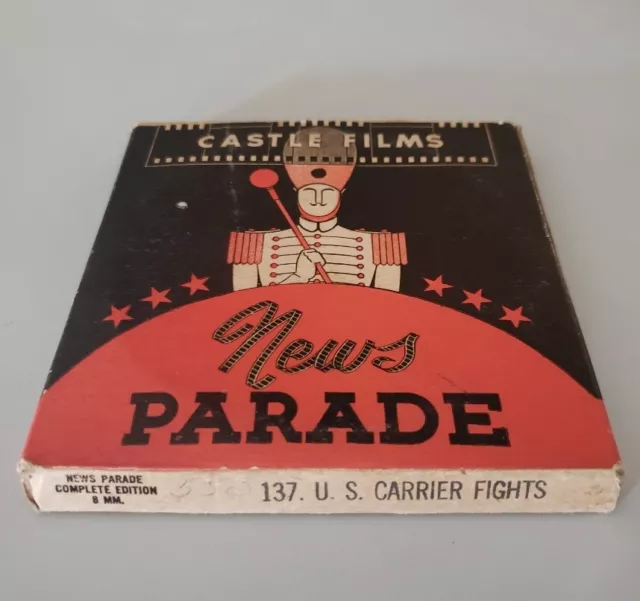 CASTLE FILMS
News
PARADE
NEWS PARADE
COMPLETE EDITION
8 MM.
137. U. S. CARRIER FIGHTS